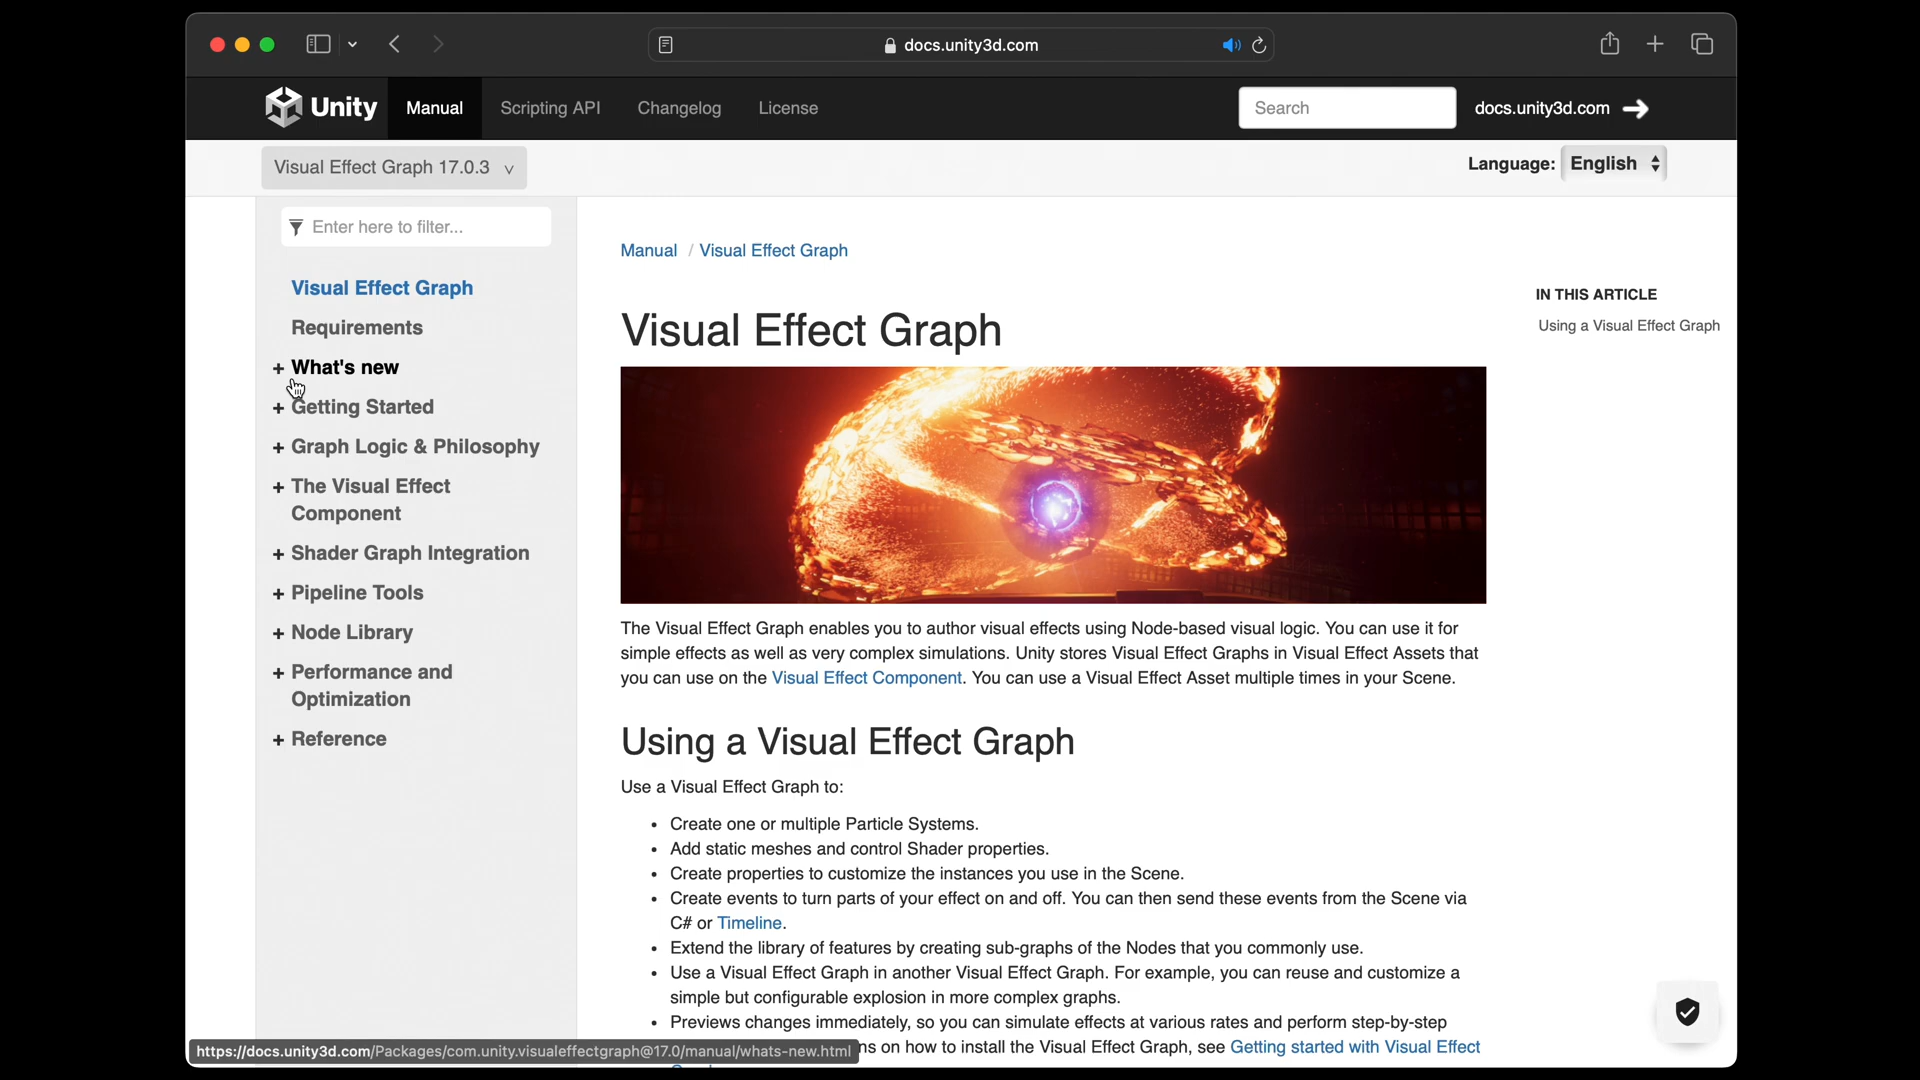 docs.unity3d.com
Unity
Manual
Scripting API
Changelog
License
Search
docs.unity3d.com
Visual Effect Graph 17.0.3
Language:
English
Enter here to filter...
Visual Effect Graph
Requirements
+ What's new
+ Getting Started
+ Graph Logic & Philosophy
+ The Visual Effect
Component
+ Shader Graph Integration
+ Pipeline Tools
+ Node Library
+ Performance and
Optimization
+ Reference
Manual / Visual Effect Graph
IN THIS ARTICLE
Using a Visual Effect Graph
Visual Effect Graph
The Visual Effect Graph enables you to author visual effects using Node-based visual logic. You can use it for
simple effects as well as very complex simulations. Unity stores Visual Effect Graphs in Visual Effect Assets that
you can use on the Visual Effect Component. You can use a Visual Effect Asset multiple times in your Scene.
Using a Visual Effect Graph
Use a Visual Effect Graph to:
• Create one or multiple Particle Systems.
• Add static meshes and control Shader properties.
• Create properties to customize the instances you use in the Scene.
• Create events to turn parts of your effect on and off. You can then send these events from the Scene via
C# or Timeline.
• Extend the library of features by creating sub-graphs of the Nodes that you commonly use.
• Use a Visual Effect Graph in another Visual Effect Graph. For example, you can reuse and customize a
simple but configurable explosion in more complex graphs.
• Previews changes immediately, so you can simulate effects at various rates and perform step-by-step
on how to install the Visual Effect Graph, see Getting started with Visual Effect
https://docs.unity3d.com/Packages/com.unity.visualeffectgraph@17.0/manual/whats-new.html